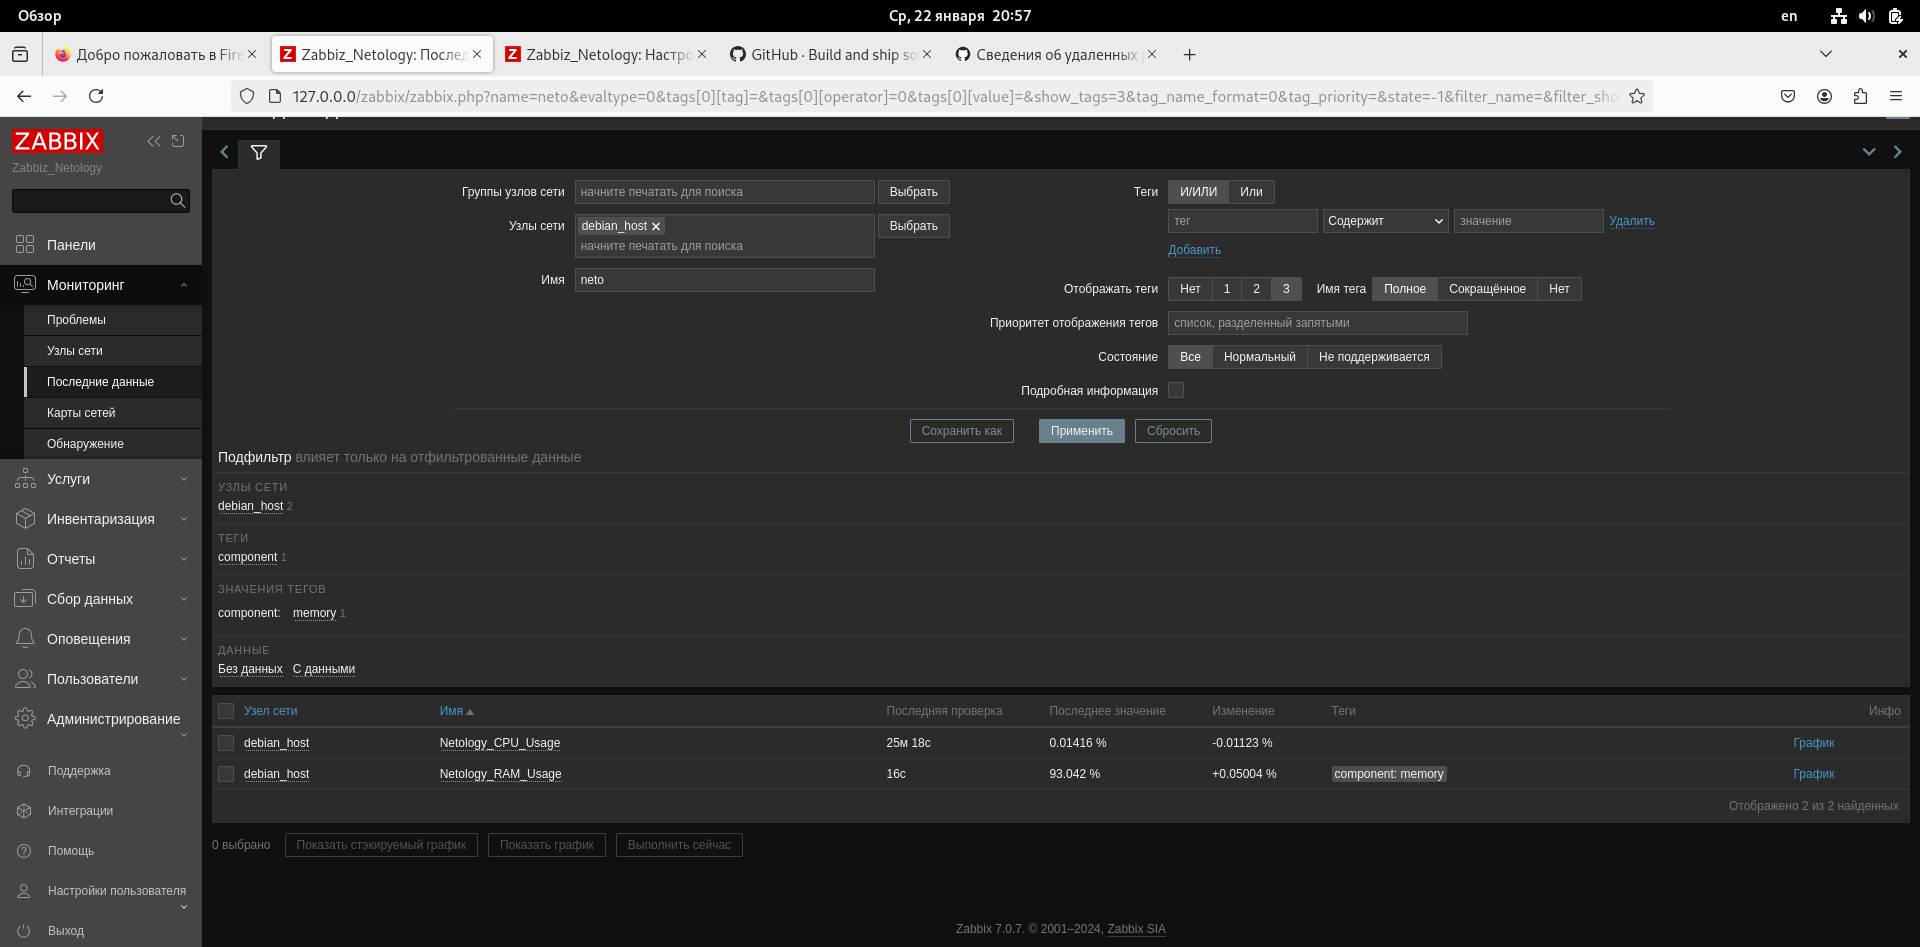 Обзор
Ср, 22 января 20:57
en
Добро пожаловать в Fire
Zabbiz_Netology: Послед
Zabbiz_Netology: Настро
GitHub · Build and ship so
Сведения об удаленных
127.0.0.0/zabbix/zabbix.php?name=neto&evaltype=0&tags[0][tag]=&tags[0][operator]=0&tags[0][value]=&show_tags=3&tag_name_format=0&tag_priority=&state=-1&filter_name=&filter_sho
ZABBIX
Zabbiz_Netology
Панели
Мониторинг
Проблемы
Узлы сети
Последние данные
Карты сетей
Обнаружение
Услуги
Инвентаризация
Отчеты
Сбор данных
Оповещения
Пользователи
Администрирование
Поддержка
Интеграции
Помощь
Настройки пользователя
Выход
Группы узлов сети начните печатать для поиска Выбрать
Узлы сети debian_host Выбрать
начните печатать для поиска
Имя neto
Теги И/ИЛИ Или
тег Содержит значение Удалить
Добавить
Отображать теги Нет 1 2 3 Имя тега Полное Сокращённое Нет
Приоритет отображения тегов список, разделенный запятыми
Состояние Все Нормальный Не поддерживается
Подробная информация
Сохранить как Применить Сбросить
Подфильтр влияет только на отфильтрованные данные
УЗЛЫ СЕТИ
debian_host 2
ТЕГИ
component 1
ЗНАЧЕНИЯ ТЕГОВ
component: memory 1
ДАННЫЕ
Без данных С данными
Узел сети Имя Последняя проверка Последнее значение Изменение Теги Инфо
debian_host Netology_CPU_Usage 25м 18с 0.01416 % -0.01123 % График
debian_host Netology_RAM_Usage 16с 93.042 % +0.05004 % component: memory График
Отображено 2 из 2 найденных
0 выбрано Показать стэкируемый график Показать график Выполнить сейчас
Zabbix 7.0.7. © 2001–2024, Zabbix SIA